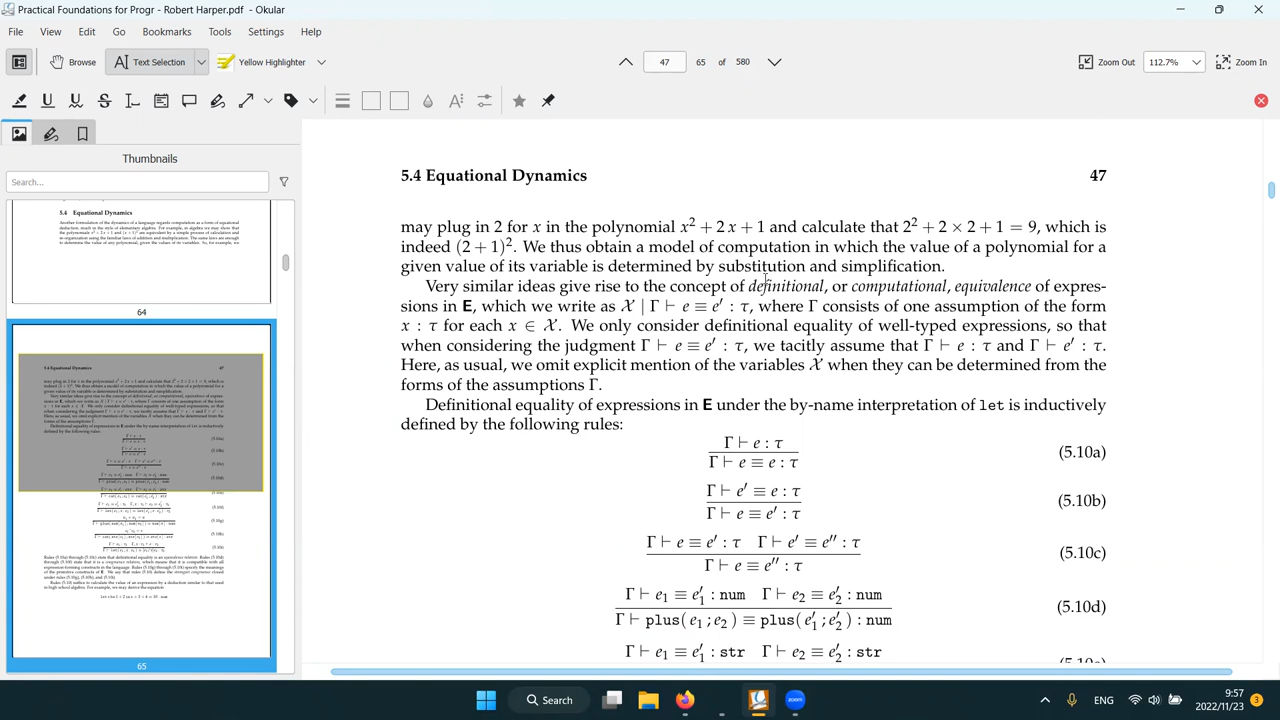 Practical Foundations for Progr - Robert Harper.pdf - Okular
File View Edit Go Bookmarks Tools Settings Help
Browse Text Selection Yellow Highlighter 47 65 of 580 Zoom Out 112.7% Zoom In
Thumbnails
Search...
5.4 Equational Dynamics
64
65
5.4 Equational Dynamics 47
may plug in 2 for x in the polynomial x² + 2x + 1 and calculate that 2² + 2 × 2 + 1 = 9, which is
indeed (2 + 1)². We thus obtain a model of computation in which the value of a polynomial for a
given value of its variable is determined by substitution and simplification.
Very similar ideas give rise to the concept of definitional, or computational, equivalence of expres-
sions in E, which we write as 𝒳 | Γ ⊢ e ≡ e′ : τ, where Γ consists of one assumption of the form
x : τ for each x ∈ 𝒳. We only consider definitional equality of well-typed expressions, so that
when considering the judgment Γ ⊢ e ≡ e′ : τ, we tacitly assume that Γ ⊢ e : τ and Γ ⊢ e′ : τ.
Here, as usual, we omit explicit mention of the variables 𝒳 when they can be determined from the
forms of the assumptions Γ.
Definitional equality of expressions in E under the by-name interpretation of let is inductively
defined by the following rules:
Γ ⊢ e : τ
Γ ⊢ e ≡ e : τ (5.10a)
Γ ⊢ e′ ≡ e : τ
Γ ⊢ e ≡ e′ : τ (5.10b)
Γ ⊢ e ≡ e′ : τ Γ ⊢ e′ ≡ e″ : τ
Γ ⊢ e ≡ e″ : τ (5.10c)
Γ ⊢ e₁ ≡ e′₁ : num Γ ⊢ e₂ ≡ e′₂ : num
Γ ⊢ plus(e₁;e₂) ≡ plus(e′₁;e′₂) : num (5.10d)
Γ ⊢ e₁ ≡ e′₁ : str Γ ⊢ e₂ ≡ e′₂ : str
Search
ENG
9:57
2022/11/23
3